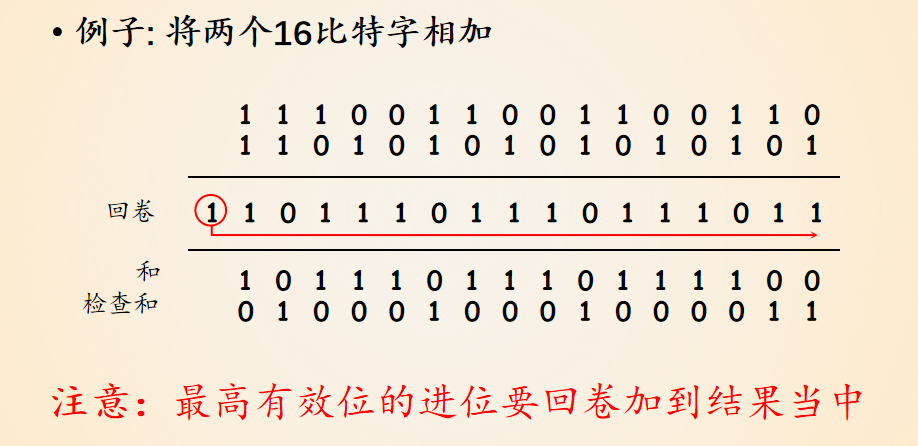 • 例子: 将两个16比特字相加
1 1 1 0 0 1 1 0 0 1 1 0 0 1 1 0
1 1 0 1 0 1 0 1 0 1 0 1 0 1 0 1
回卷 1 1 0 1 1 1 0 1 1 1 0 1 1 1 0 1 1
和 1 0 1 1 1 0 1 1 1 0 1 1 1 1 0 0
检查和 0 1 0 0 0 1 0 0 0 1 0 0 0 0 1 1
注意：最高有效位的进位要回卷加到结果当中